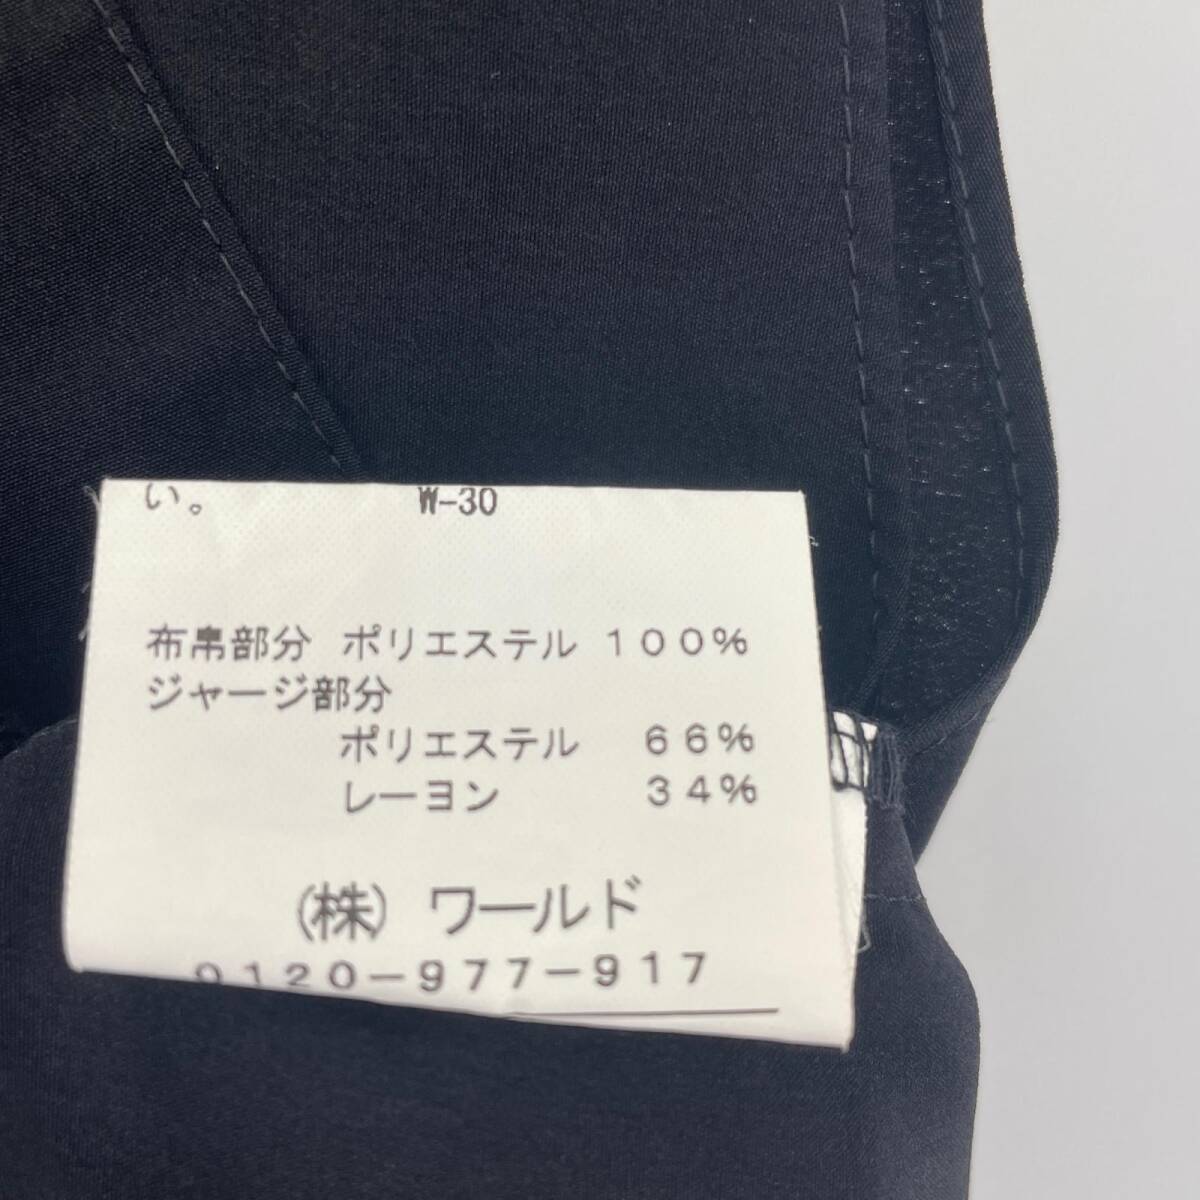 い。 W-30
布帛部分 ポリエステル 100%
ジャージ部分
ポリエステル 66%
レーヨン 34%
(株) ワールド
0120-977-917